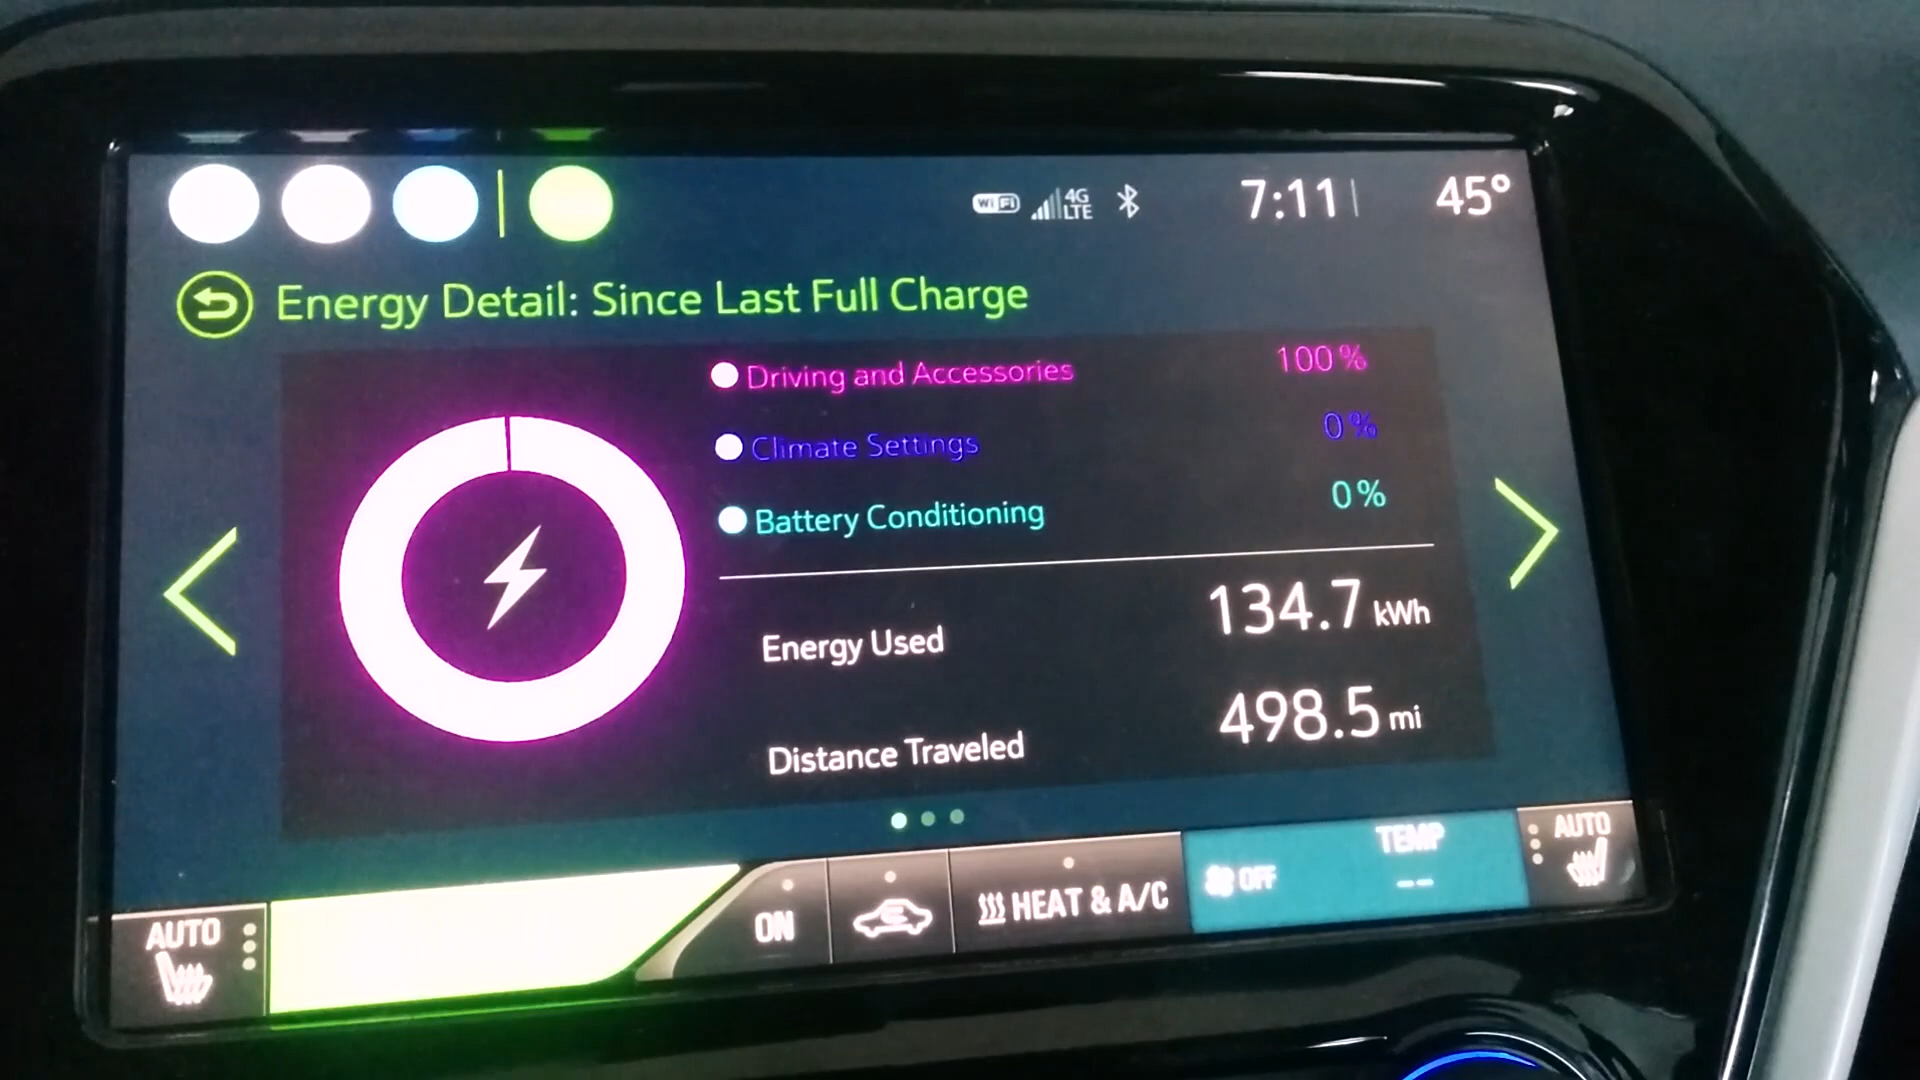 WiFi 4G LTE 7:11 45°
Energy Detail: Since Last Full Charge
Driving and Accessories 100%
Climate Settings 0%
Battery Conditioning 0%
Energy Used 134.7 kWh
Distance Traveled 498.5 mi
AUTO
ON
HEAT & A/C
OFF
TEMP
--
AUTO